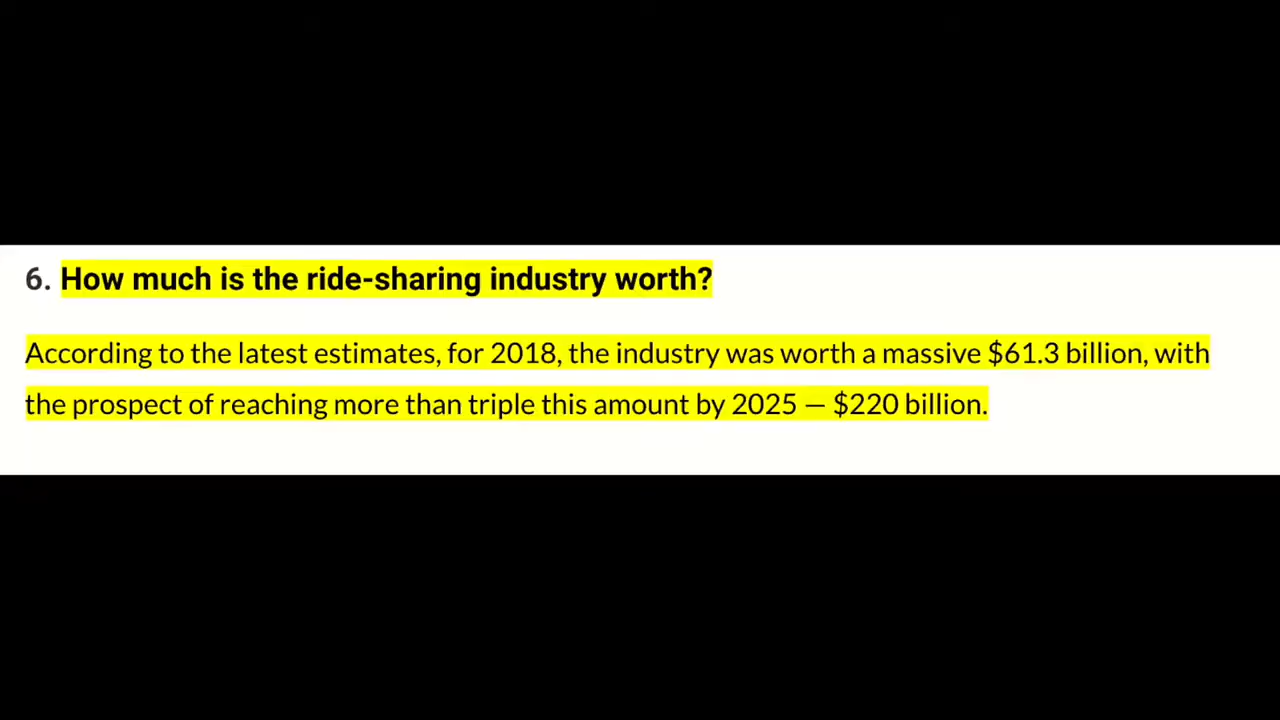 6. How much is the ride-sharing industry worth?
According to the latest estimates, for 2018, the industry was worth a massive $61.3 billion, with
the prospect of reaching more than triple this amount by 2025 — $220 billion.